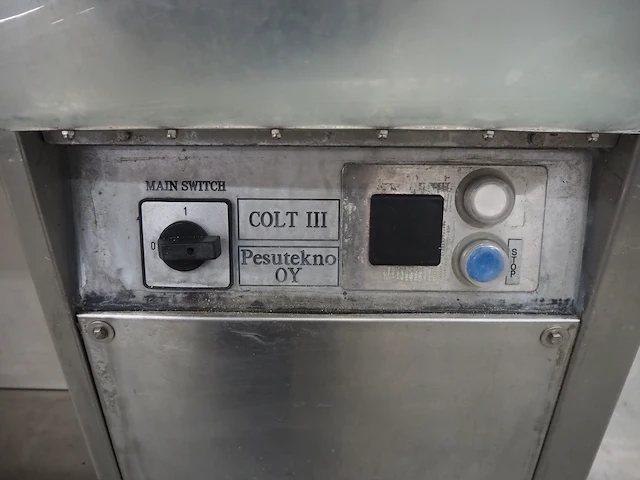 MAIN SWITCH
1
0
COLT III
Pesutekno
OY
STOP